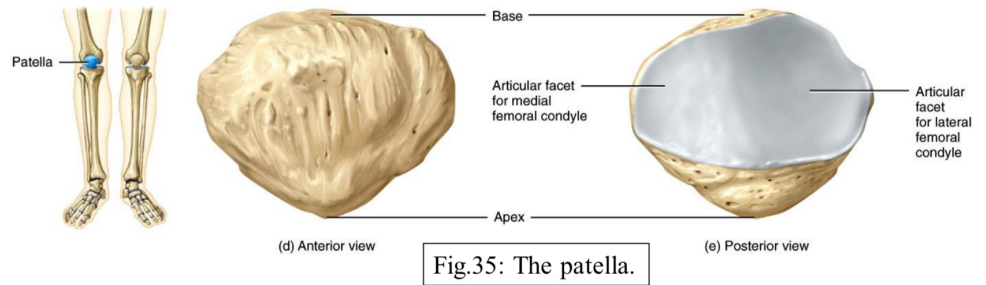 Patella
Base
Articular facet
for medial
femoral condyle
Articular
facet
for lateral
femoral
condyle
Apex
(d) Anterior view
(e) Posterior view
Fig.35: The patella.